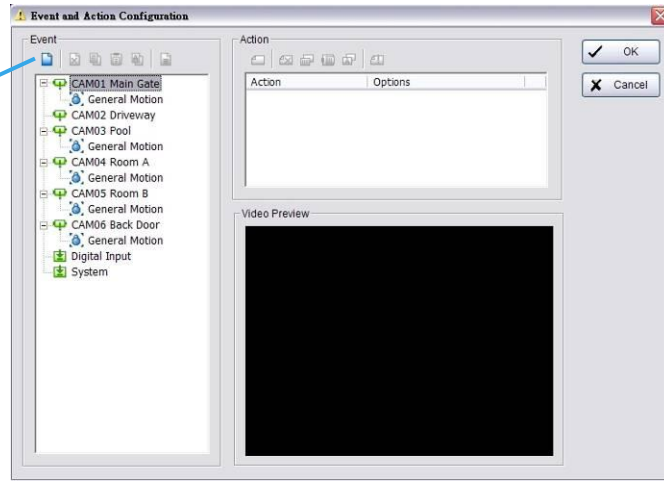 Event and Action Configuration
Event
CAM01 Main Gate
General Motion
CAM02 Driveway
CAM03 Pool
General Motion
CAM04 Room A
General Motion
CAM05 Room B
General Motion
CAM06 Back Door
General Motion
Digital Input
System
Action
Action Options
Video Preview
OK
Cancel